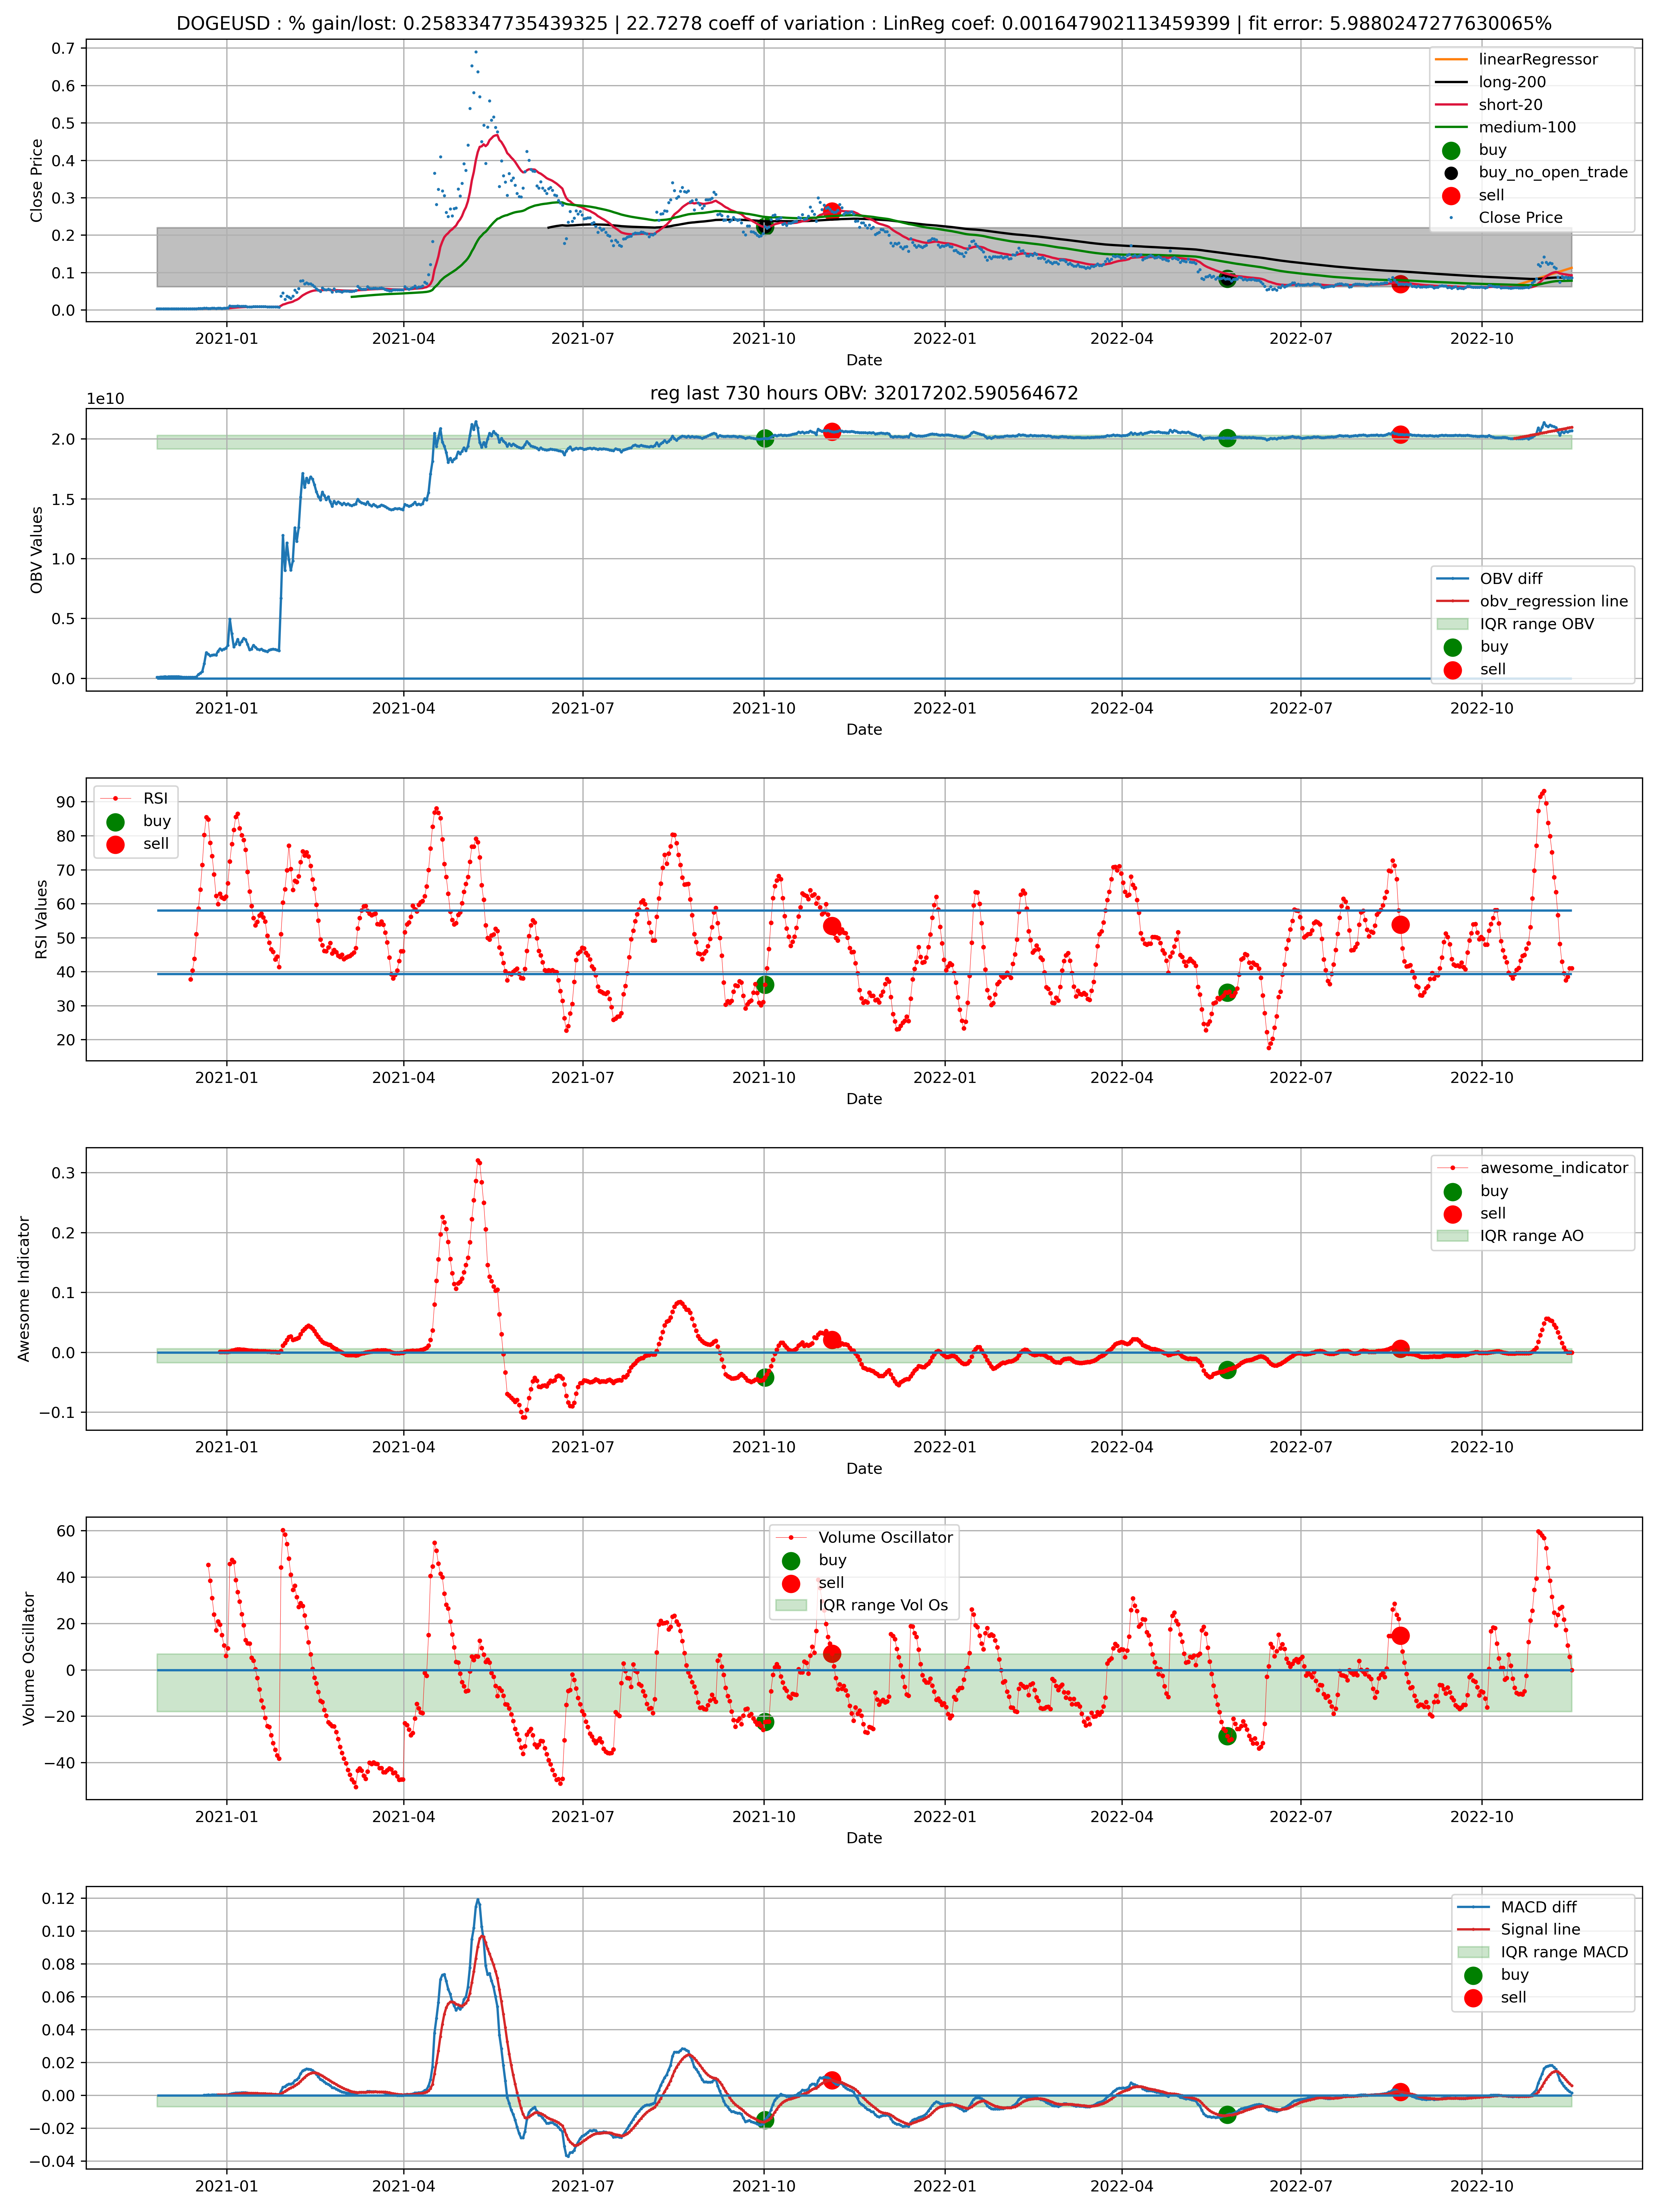 DOGEUSD : % gain/lost: 0.2583347735439325 | 22.7278 coeff of variation : LinReg coef: 0.001647902113459399 | fit error: 5.9880247277630065%
0.7
0.6
0.5
0.4
0.3
0.2
0.1
0.0
Close Price
linearRegressor
long-200
short-20
medium-100
buy
buy_no_open_trade
sell
Close Price
2021-01 2021-04 2021-07 2021-10 2022-01 2022-04 2022-07 2022-10
Date
1e10
reg last 730 hours OBV: 32017202.590564672
2.0
1.5
1.0
0.5
0.0
OBV Values
OBV diff
obv_regression line
IQR range OBV
buy
sell
2021-01 2021-04 2021-07 2021-10 2022-01 2022-04 2022-07 2022-10
Date
90
80
70
60
50
40
30
20
RSI Values
RSI
buy
sell
2021-01 2021-04 2021-07 2021-10 2022-01 2022-04 2022-07 2022-10
Date
0.3
0.2
0.1
0.0
−0.1
Awesome Indicator
awesome_indicator
buy
sell
IQR range AO
2021-01 2021-04 2021-07 2021-10 2022-01 2022-04 2022-07 2022-10
Date
60
40
20
0
−20
−40
Volume Oscillator
Volume Oscillator
buy
sell
IQR range Vol Os
2021-01 2021-04 2021-07 2021-10 2022-01 2022-04 2022-07 2022-10
Date
0.12
0.10
0.08
0.06
0.04
0.02
0.00
−0.02
−0.04
MACD diff
Signal line
IQR range MACD
buy
sell
2021-01 2021-04 2021-07 2021-10 2022-01 2022-04 2022-07 2022-10